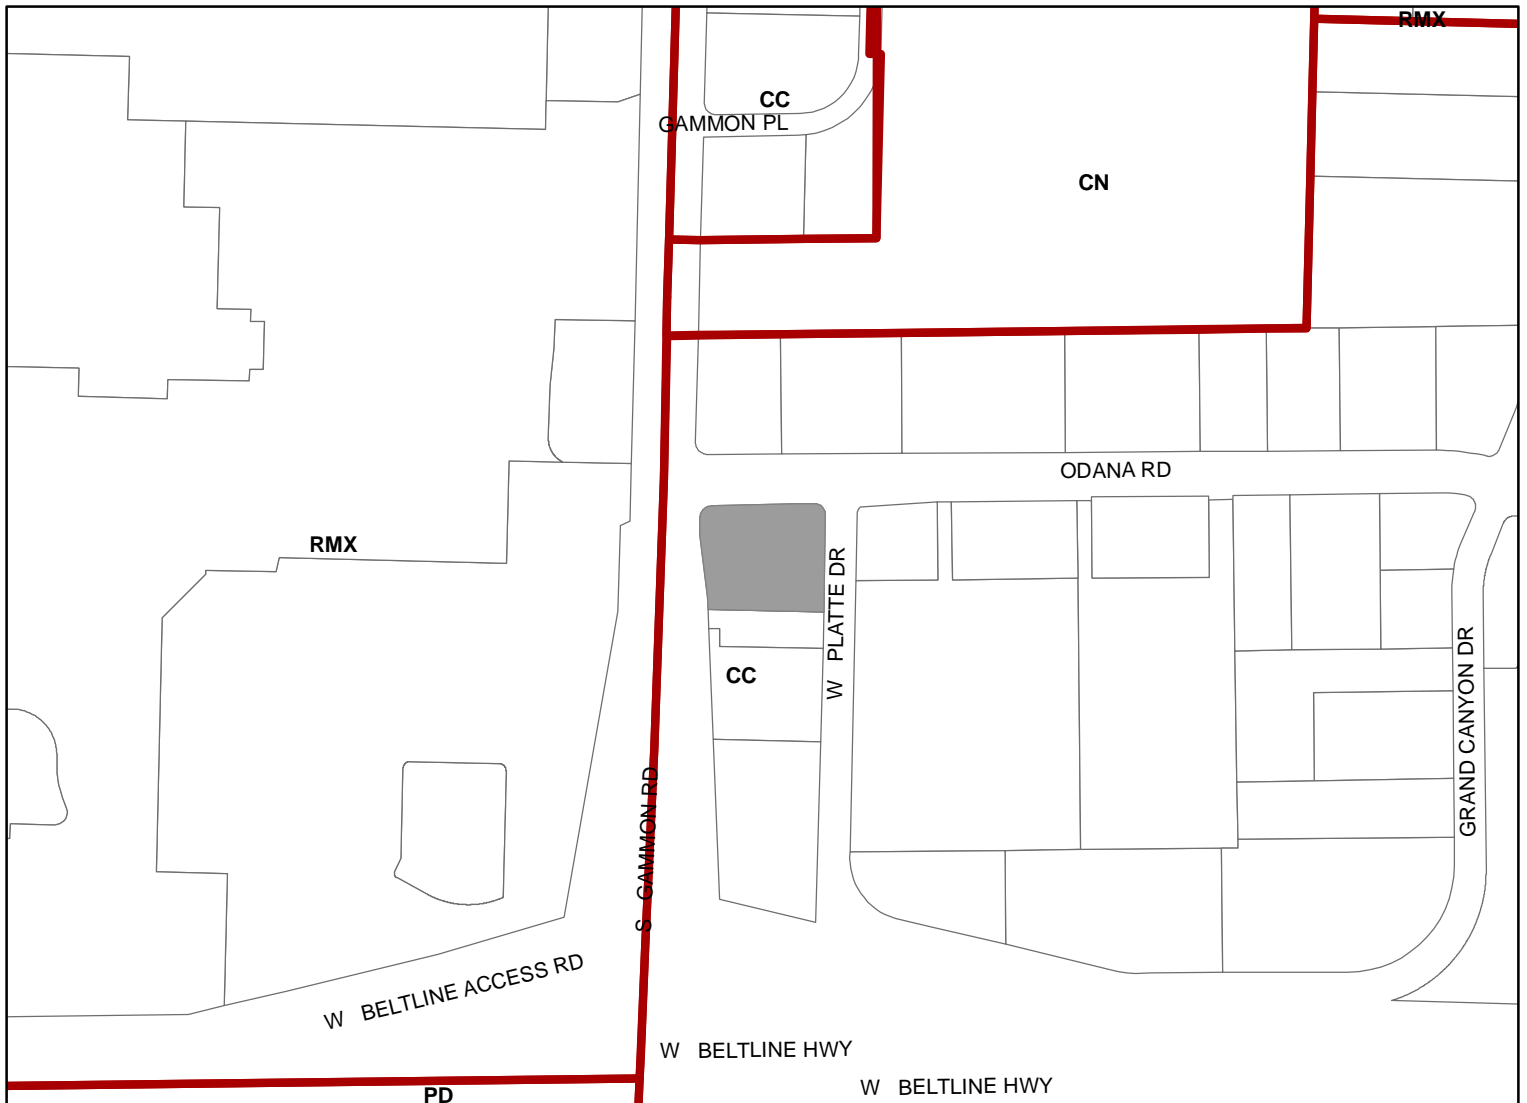 RMX
CC
GAMMON PL
CN
ODANA RD
RMX
W PLATTE DR
CC
GRAND CANYON DR
S GAMMON RD
W BELTLINE ACCESS RD
W BELTLINE HWY
W BELTLINE HWY
PD